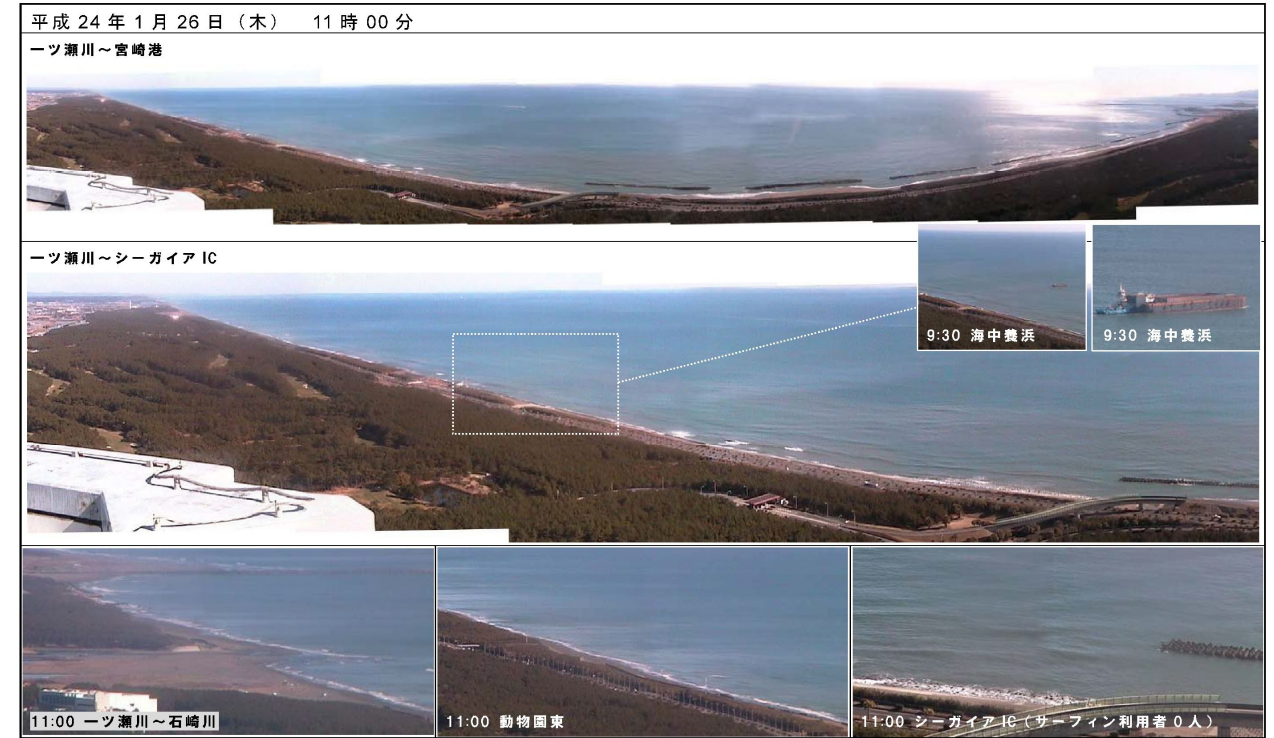 平成 24 年 1 月 26 日（木）　11 時 00 分
一ツ瀬川～宮崎港
一ツ瀬川～シーガイア IC
9:30 海中養浜
9:30 海中養浜
11:00 一ツ瀬川～石崎川
11:00 動物園東
11:00 シーガイアIC（サーフィン利用者 0 人）